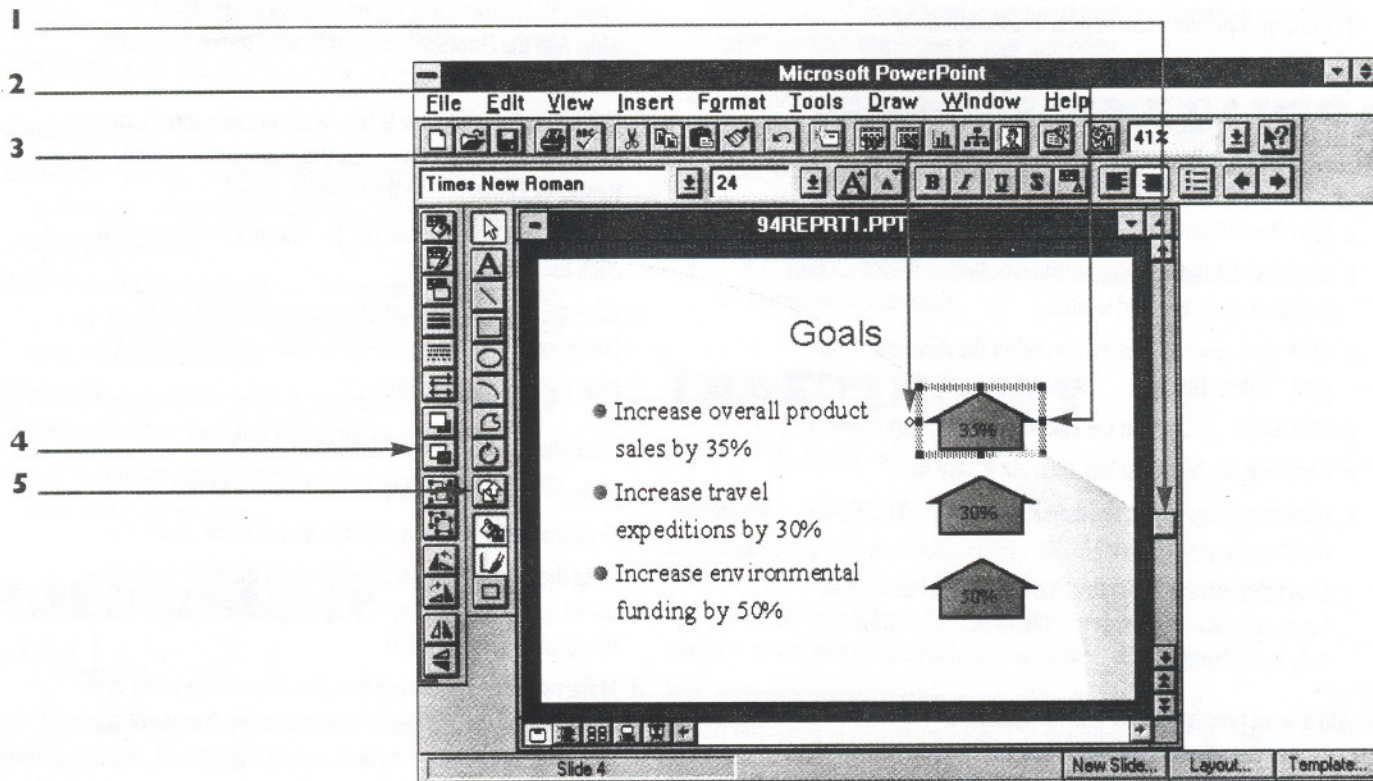 1
2
3
4
5
Microsoft PowerPoint
File Edit View Insert Format Tools Draw Window Help
41%
Times New Roman 24 A A B I U S
94REPRT1.PPT
A
Goals
Increase overall product
sales by 35%
35%
Increase travel
expeditions by 30%
30%
Increase environmental
funding by 50%
50%
Slide 4 New Slide... Layout... Template...